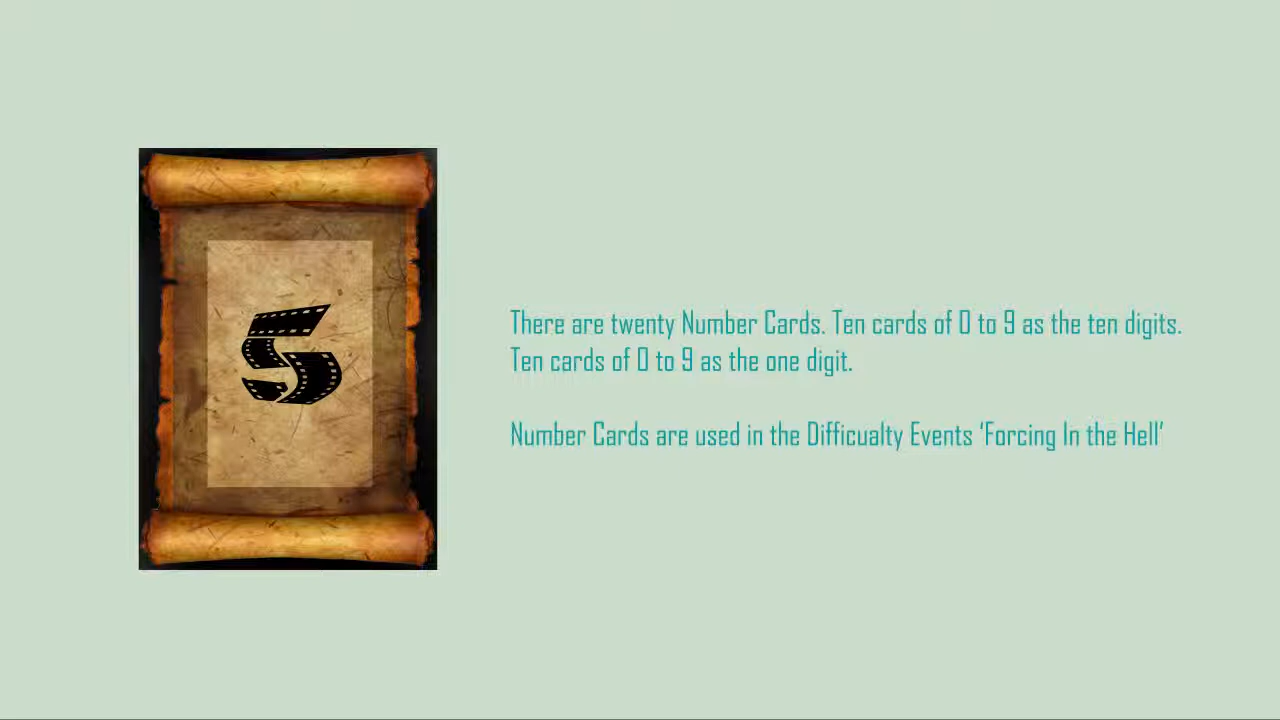 5
There are twenty Number Cards. Ten cards of 0 to 9 as the ten digits.
Ten cards of 0 to 9 as the one digit.
Number Cards are used in the Difficualty Events ‘Forcing In the Hell’